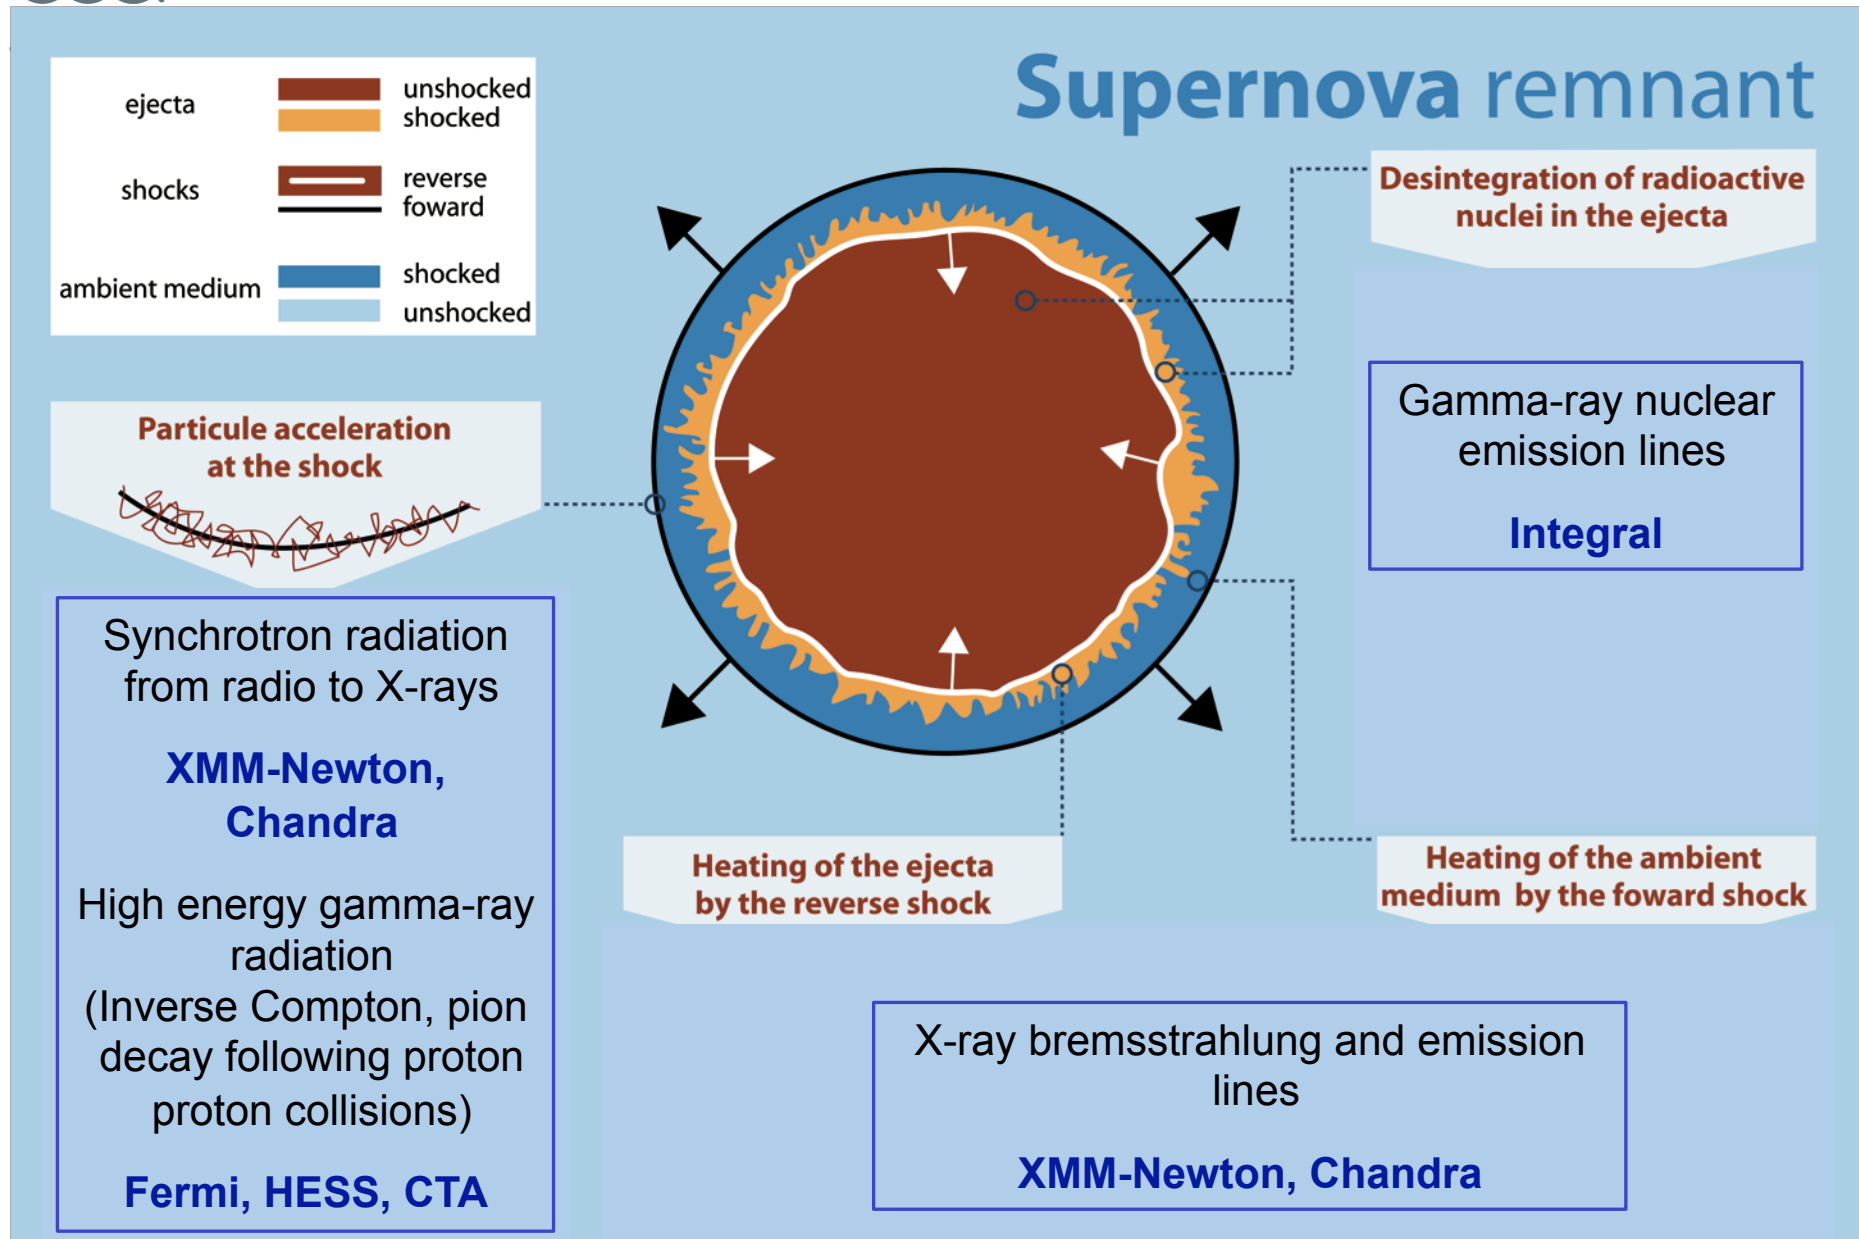 Supernova remnant
ejecta
unshocked
shocked
shocks
reverse
foward
ambient medium
shocked
unshocked
Desintegration of radioactive
nuclei in the ejecta
Gamma-ray nuclear
emission lines
Integral
Particule acceleration
at the shock
Synchrotron radiation
from radio to X-rays
XMM-Newton,
Chandra
High energy gamma-ray
radiation
(Inverse Compton, pion
decay following proton
proton collisions)
Fermi, HESS, CTA
Heating of the ejecta
by the reverse shock
Heating of the ambient
medium by the foward shock
X-ray bremsstrahlung and emission
lines
XMM-Newton, Chandra